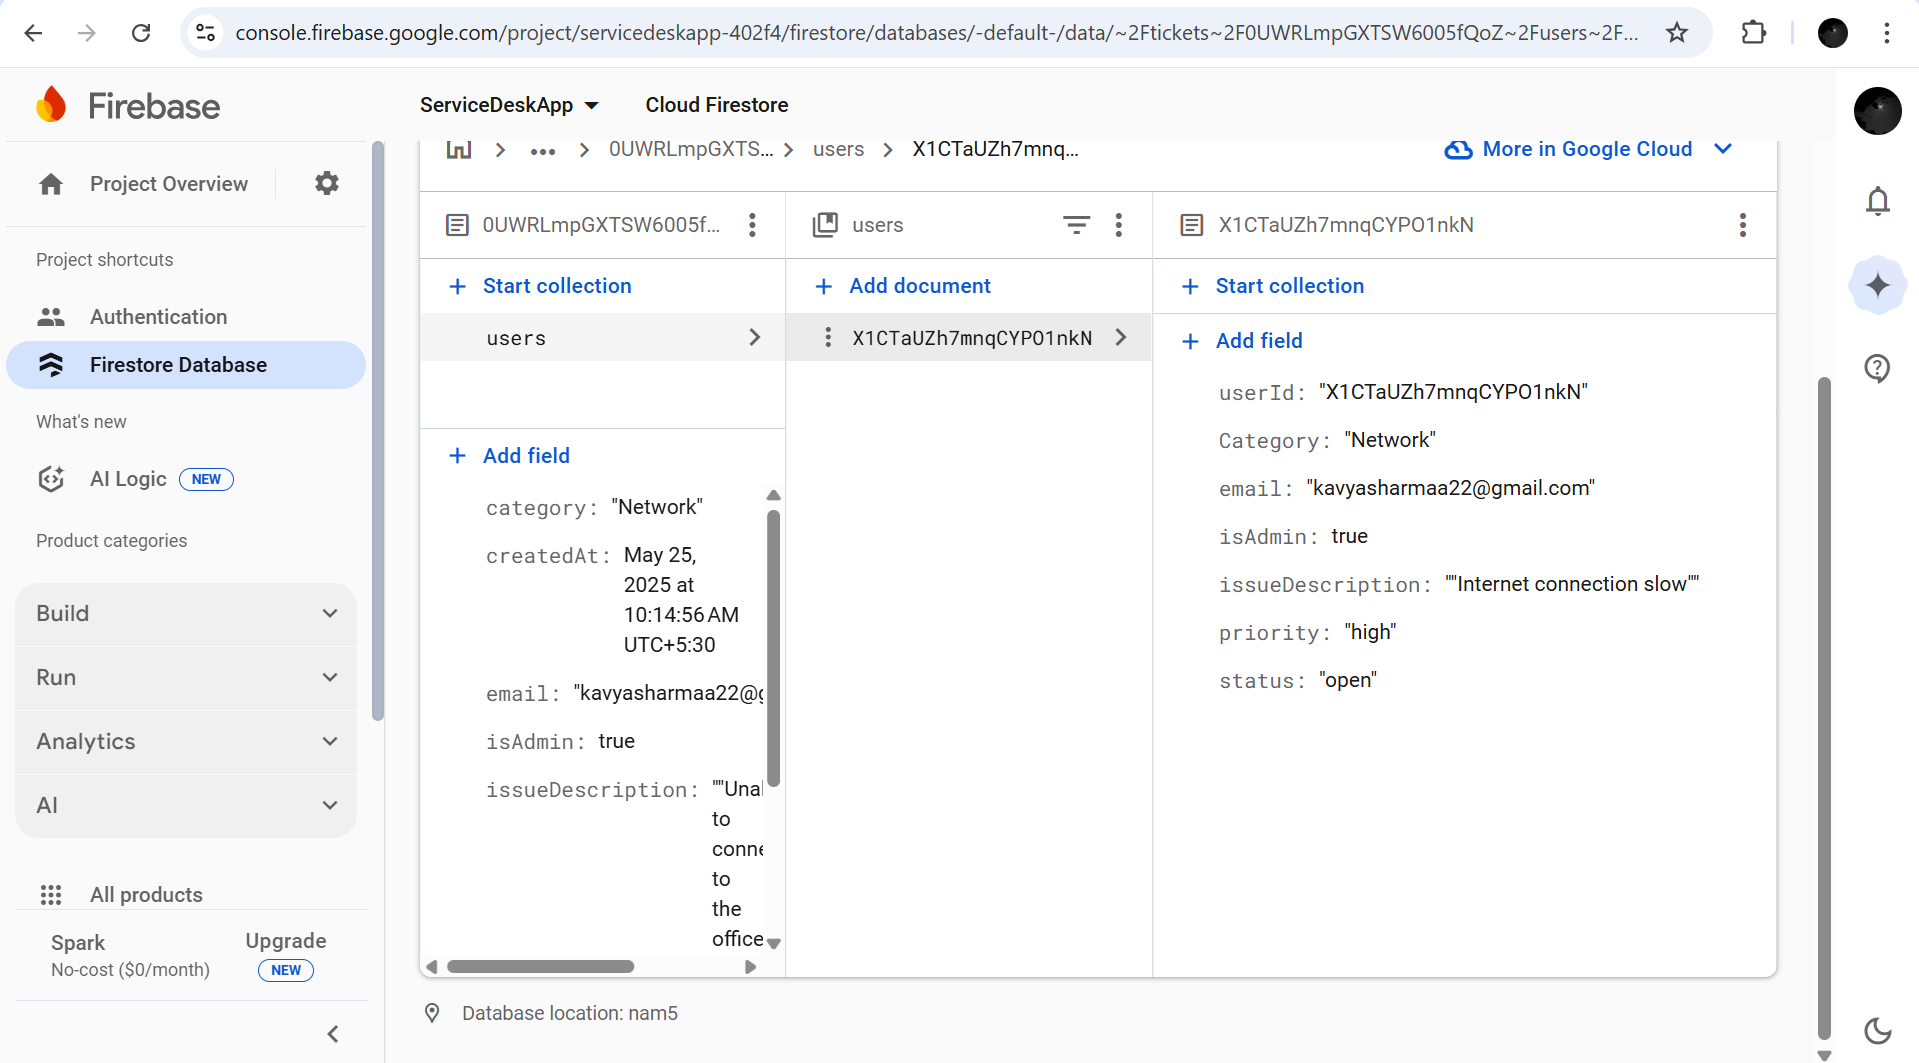 console.firebase.google.com/project/servicedeskapp-402f4/firestore/databases/-default-/data/~2Ftickets~2F0UWRLmpGXTSW6005fQoZ~2Fusers~2F...
Firebase
ServiceDeskApp
Cloud Firestore
0UWRLmpGXTS...
users
X1CTaUZh7mnq...
More in Google Cloud
Project Overview
Project shortcuts
Authentication
Firestore Database
What's new
AI Logic NEW
Product categories
Build
Run
Analytics
AI
All products
Spark
No-cost ($0/month)
Upgrade
NEW
0UWRLmpGXTSW6005f...
Start collection
users
Add field
category: "Network"
createdAt: May 25,
2025 at
10:14:56 AM
UTC+5:30
email: "kavyasharmaa22@g
isAdmin: true
issueDescription: ""Unal
to
conne
to
the
office
users
Add document
X1CTaUZh7mnqCYPO1nkN
X1CTaUZh7mnqCYPO1nkN
Start collection
Add field
userId: "X1CTaUZh7mnqCYPO1nkN"
Category: "Network"
email: "kavyasharmaa22@gmail.com"
isAdmin: true
issueDescription: ""Internet connection slow""
priority: "high"
status: "open"
Database location: nam5